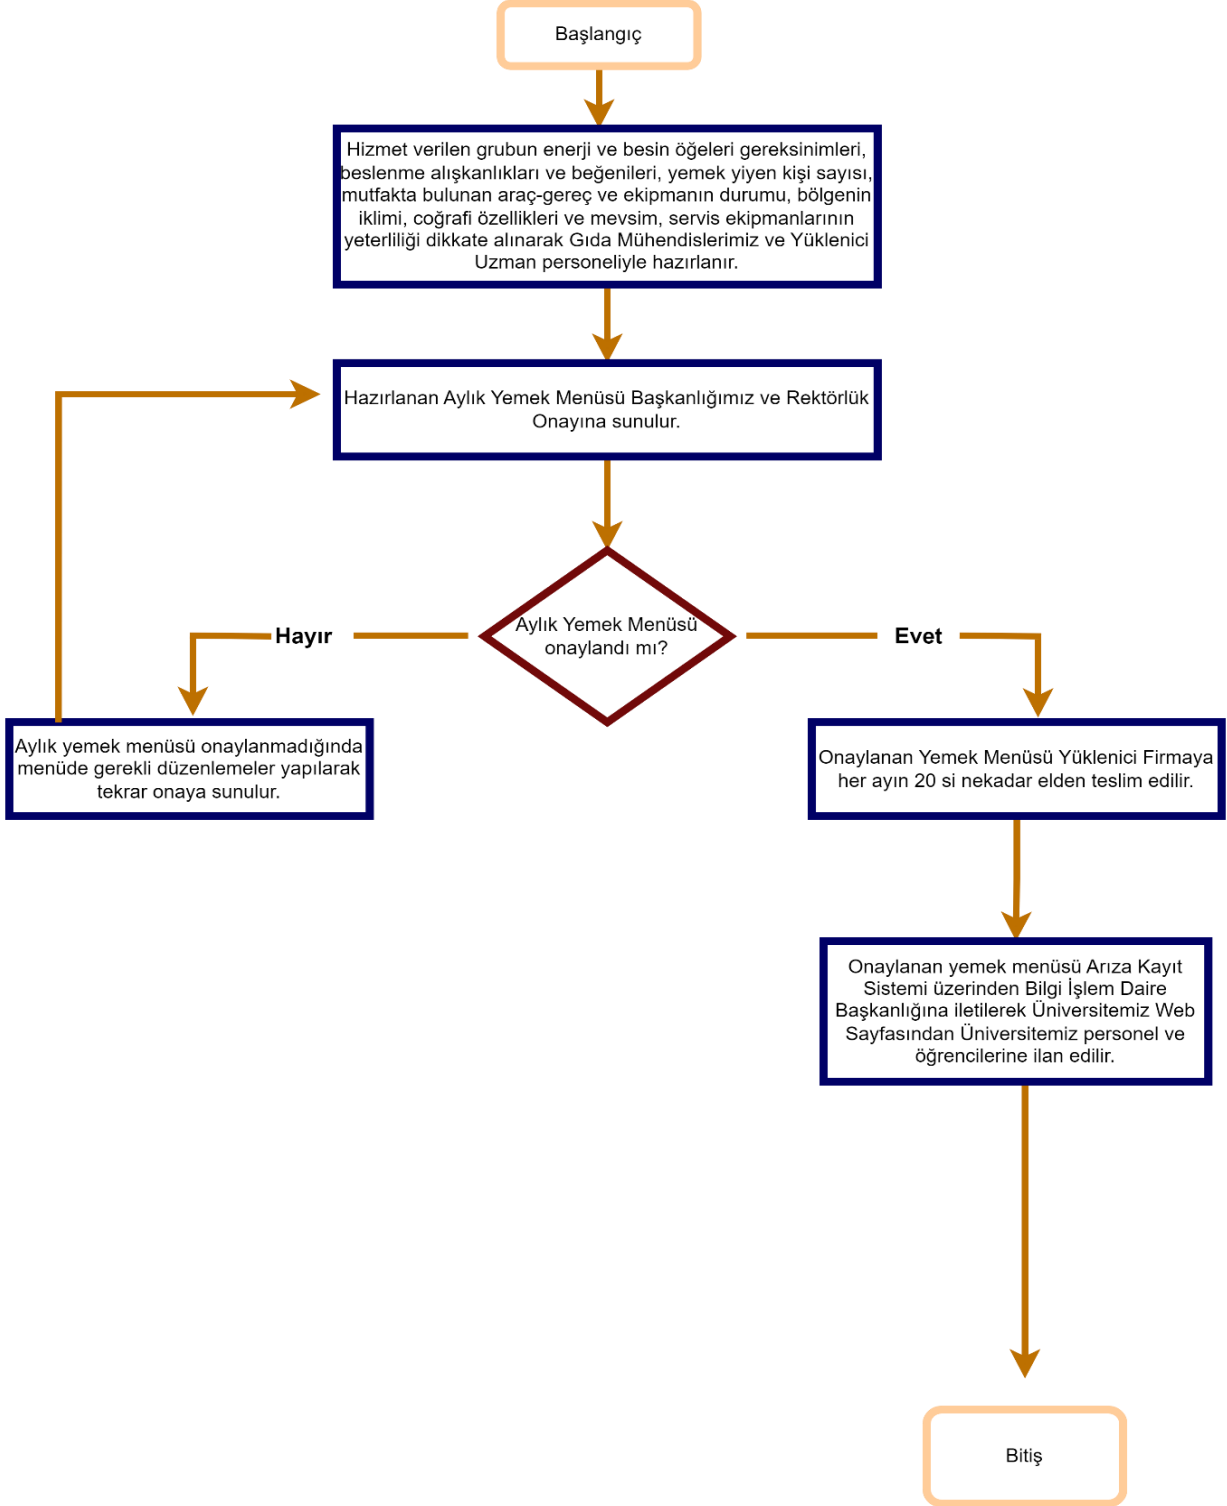 Başlangıç
Hizmet verilen grubun enerji ve besin öğeleri gereksinimleri,
beslenme alışkanlıkları ve beğenileri, yemek yiyen kişi sayısı,
mutfakta bulunan araç-gereç ve ekipmanın durumu, bölgenin
iklimi, coğrafi özellikleri ve mevsim, servis ekipmanlarının
yeterliliği dikkate alınarak Gıda Mühendislerimiz ve Yüklenici
Uzman personeliyle hazırlanır.
Hazırlanan Aylık Yemek Menüsü Başkanlığımız ve Rektörlük
Onayına sunulur.
Aylık Yemek Menüsü
onaylandı mı?
Hayır
Evet
Aylık yemek menüsü onaylanmadığında
menüde gerekli düzenlemeler yapılarak
tekrar onaya sunulur.
Onaylanan Yemek Menüsü Yüklenici Firmaya
her ayın 20 si nekadar elden teslim edilir.
Onaylanan yemek menüsü Arıza Kayıt
Sistemi üzerinden Bilgi İşlem Daire
Başkanlığına iletilerek Üniversitemiz Web
Sayfasından Üniversitemiz personel ve
öğrencilerine ilan edilir.
Bitiş